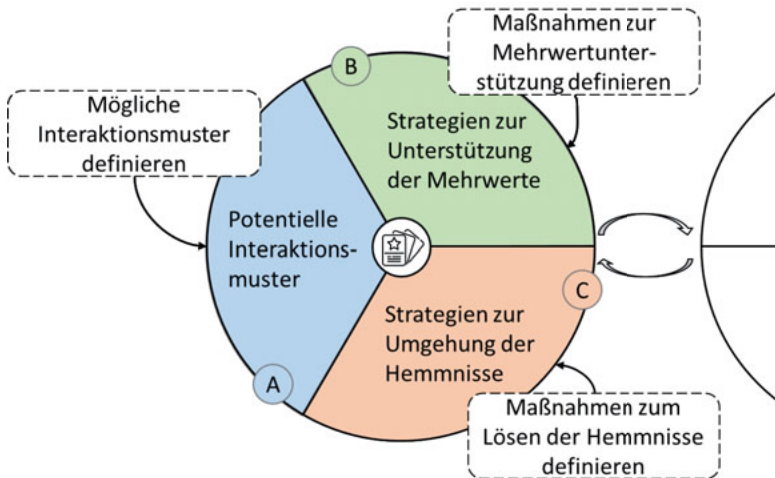 Maßnahmen zur
Mehrwertunter-
stützung definieren
B
Mögliche
Interaktionsmuster
definieren
Strategien zur
Unterstützung
der Mehrwerte
Potentielle
Interaktions-
muster
C
Strategien zur
Umgehung der
Hemmnisse
A
Maßnahmen zum
Lösen der Hemmnisse
definieren